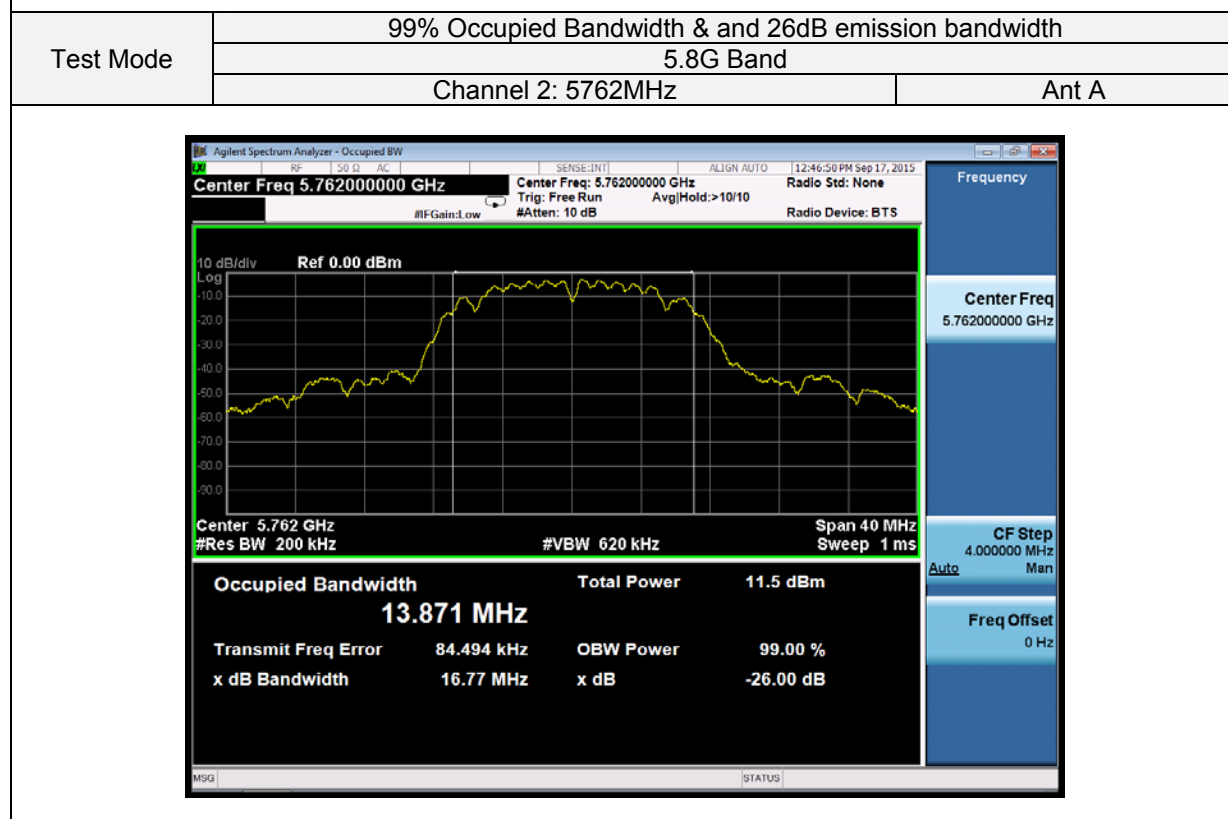 Test Mode
99% Occupied Bandwidth & and 26dB emission bandwidth
5.8G Band
Channel 2: 5762MHz Ant A
Agilent Spectrum Analyzer - Occupied BW
LXI RF 50 Ω AC SENSE:INT ALIGN AUTO 12:46:50 PM Sep 17, 2015
Center Freq 5.762000000 GHz
Center Freq: 5.762000000 GHz Radio Std: None
Trig: Free Run Avg|Hold:>10/10
#IFGain:Low #Atten: 10 dB Radio Device: BTS
10 dB/div Ref 0.00 dBm
Log
-10.0
-20.0
-30.0
-40.0
-50.0
-60.0
-70.0
-80.0
-90.0
Center 5.762 GHz Span 40 MHz
#Res BW 200 kHz #VBW 620 kHz Sweep 1 ms
Occupied Bandwidth Total Power 11.5 dBm
13.871 MHz
Transmit Freq Error 84.494 kHz OBW Power 99.00 %
x dB Bandwidth 16.77 MHz x dB -26.00 dB
MSG STATUS
Frequency
Center Freq
5.762000000 GHz
CF Step
4.000000 MHz
Auto Man
Freq Offset
0 Hz